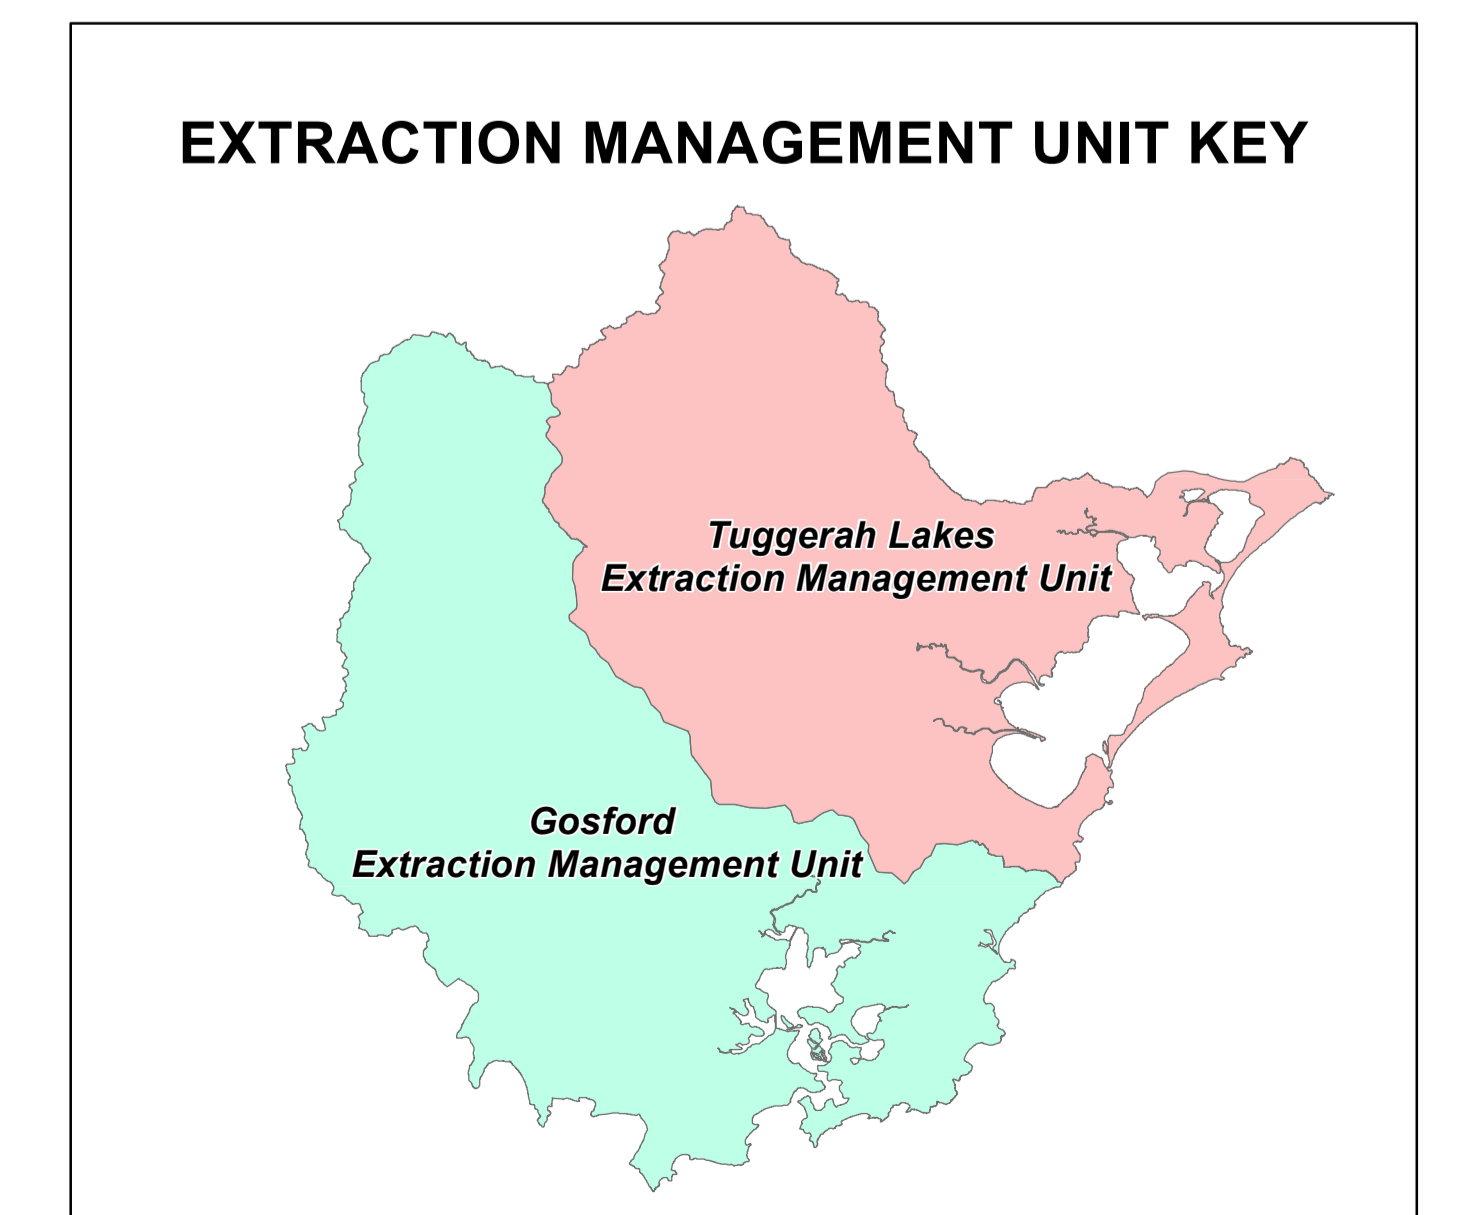 EXTRACTION MANAGEMENT UNIT KEY
Tuggerah Lakes
Extraction Management Unit
Gosford
Extraction Management Unit